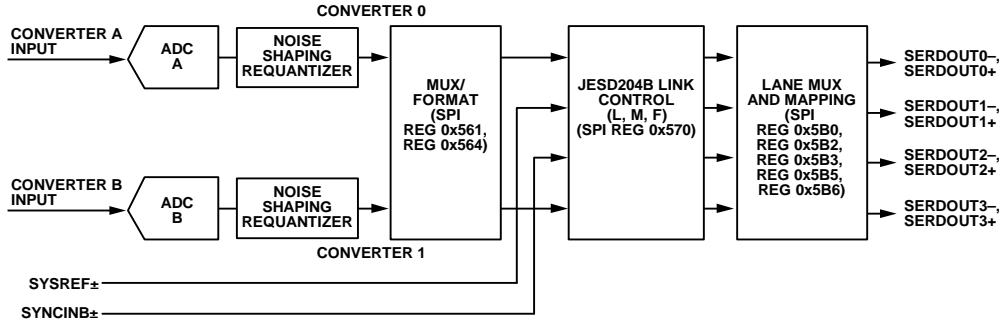 CONVERTER 0
CONVERTER A
INPUT
ADC
A
NOISE
SHAPING
REQUANTIZER
MUX/
FORMAT
(SPI
REG 0x561,
REG 0x564)
JESD204B LINK
CONTROL
(L, M, F)
(SPI REG 0x570)
LANE MUX
AND MAPPING
(SPI
REG 0x5B0,
REG 0x5B2,
REG 0x5B3,
REG 0x5B5,
REG 0x5B6)
SERDOUT0–,
SERDOUT0+
SERDOUT1–,
SERDOUT1+
SERDOUT2–,
SERDOUT2+
SERDOUT3–,
SERDOUT3+
CONVERTER B
INPUT
ADC
B
NOISE
SHAPING
REQUANTIZER
CONVERTER 1
SYSREF±
SYNCINB±